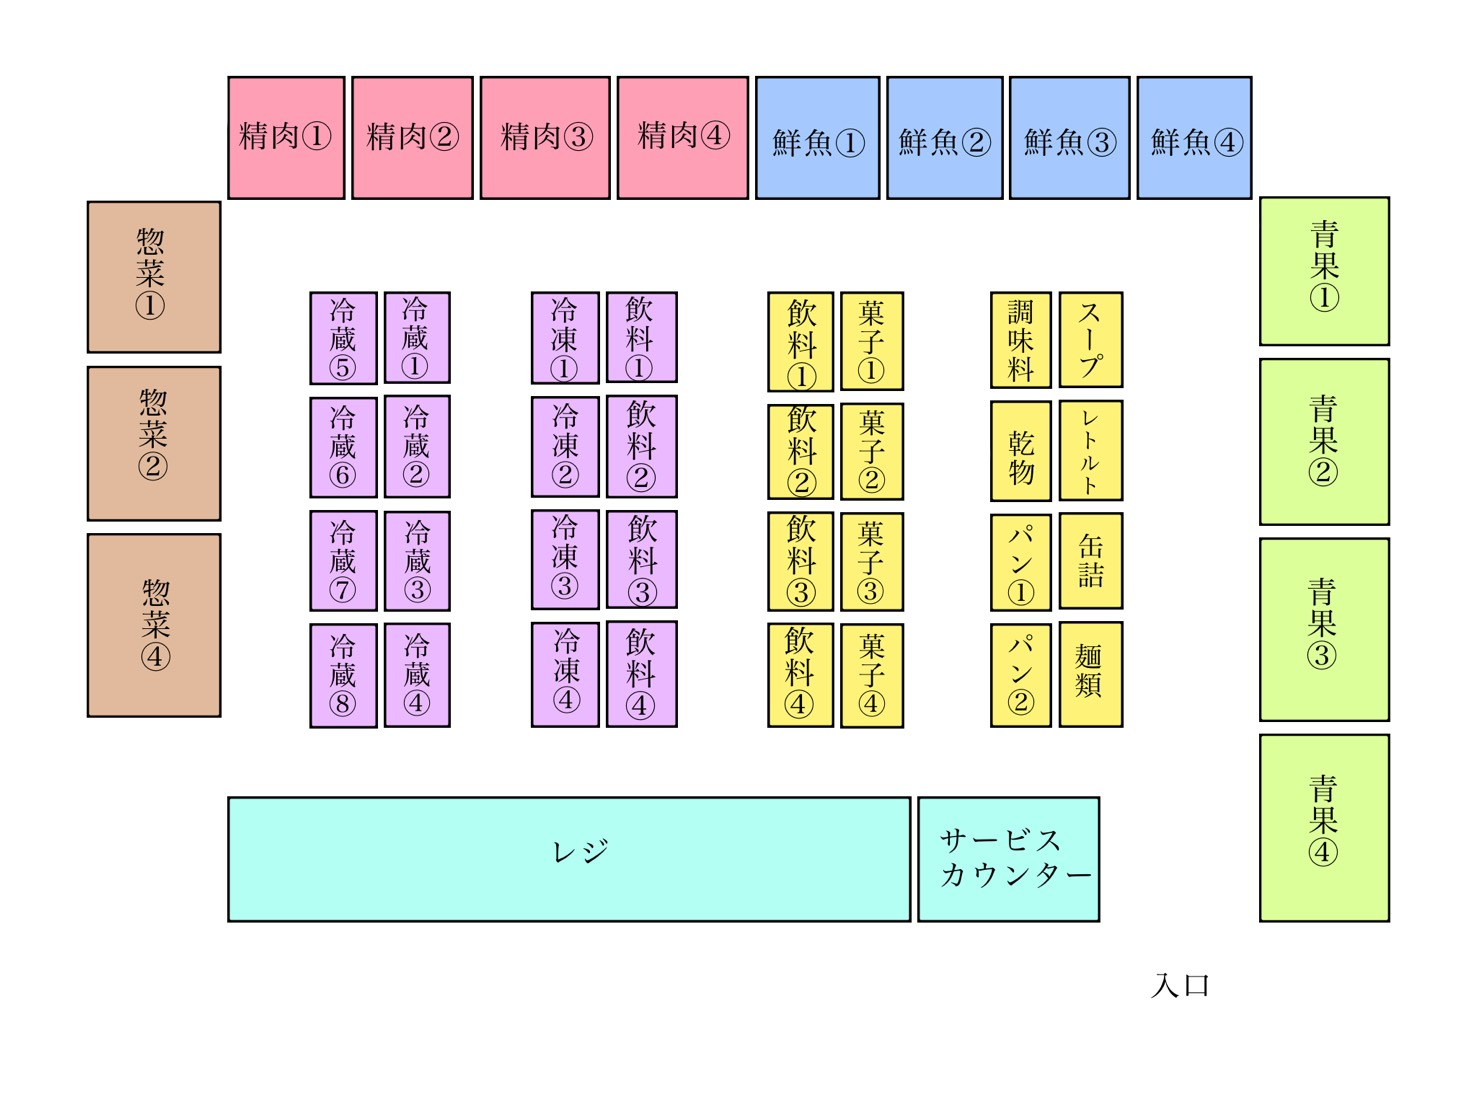 精肉①
精肉②
精肉③
精肉④
鮮魚①
鮮魚②
鮮魚③
鮮魚④
惣菜①
惣菜②
惣菜④
冷蔵⑤
冷蔵①
冷凍①
飲料①
飲料①
菓子①
調味料
スープ
冷蔵⑥
冷蔵②
冷凍②
飲料②
飲料②
菓子②
乾物
レトルト
冷蔵⑦
冷蔵③
冷凍③
飲料③
飲料③
菓子③
パン①
缶詰
冷蔵⑧
冷蔵④
冷凍④
飲料④
飲料④
菓子④
パン②
麺類
青果①
青果②
青果③
青果④
レジ
サービス
カウンター
入口